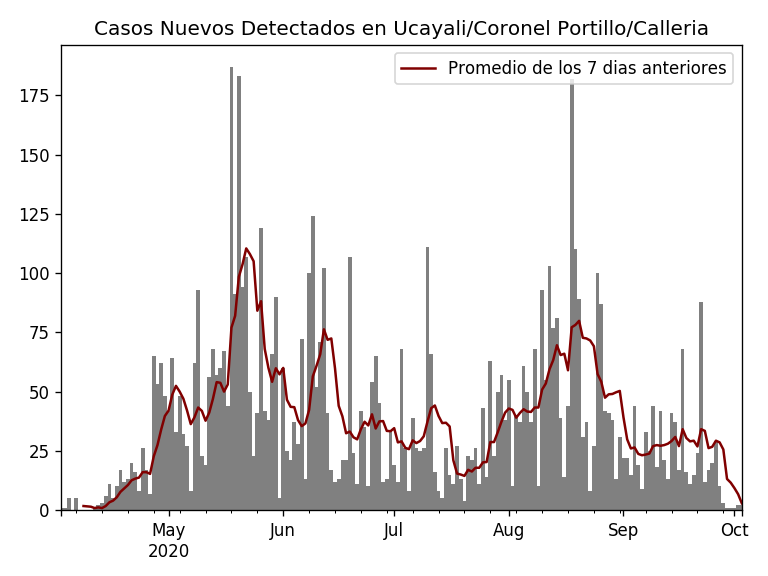 Casos Nuevos Detectados en Ucayali/Coronel Portillo/Calleria
Promedio de los 7 dias anteriores
175
150
125
100
75
50
25
0
May
2020
Jun
Jul
Aug
Sep
Oct